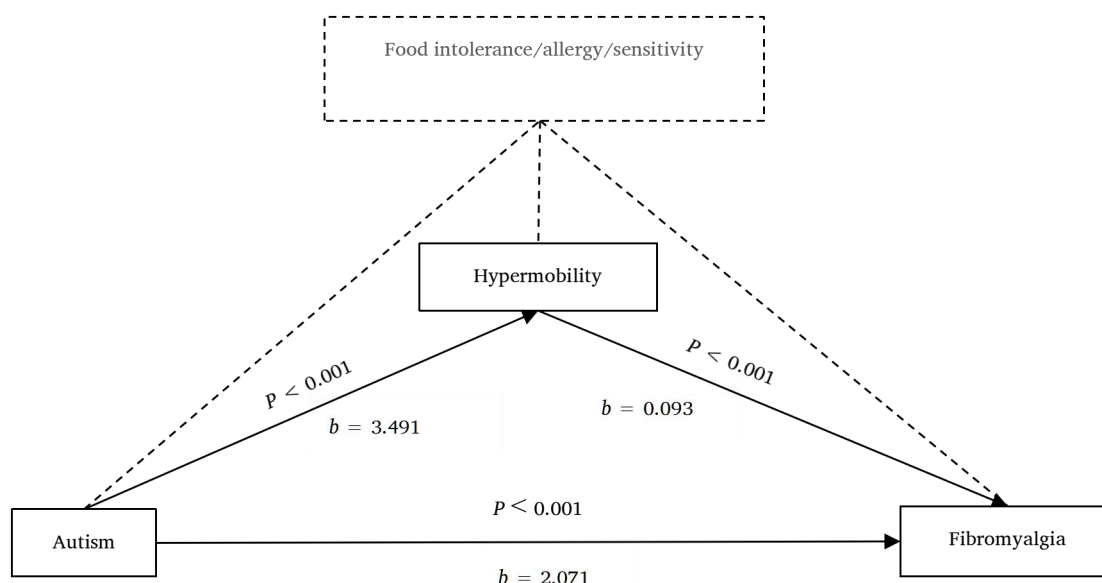 Food intolerance/allergy/sensitivity
Hypermobility
P < 0.001
P < 0.001
b = 3.491
b = 0.093
P < 0.001
Autism
Fibromyalgia
b = 2.071